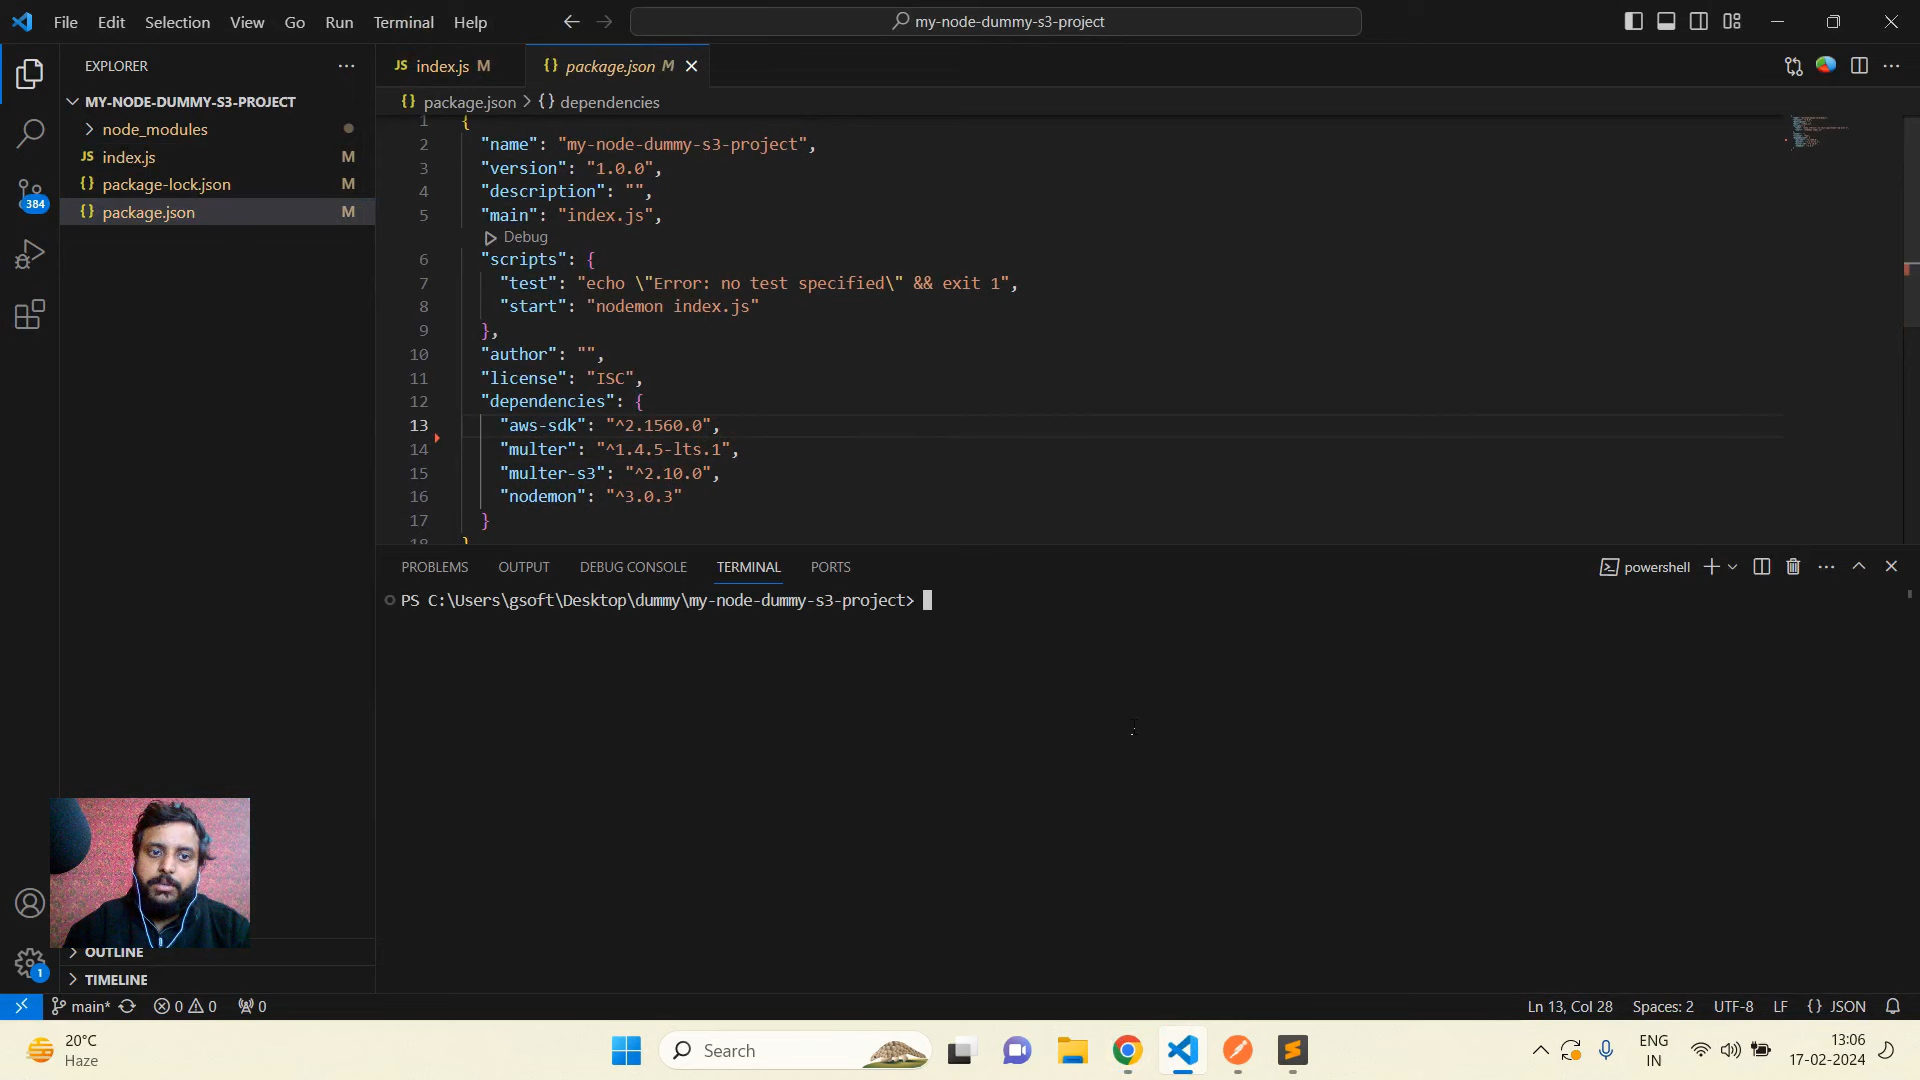 File Edit Selection View Go Run Terminal Help
my-node-dummy-s3-project
EXPLORER
MY-NODE-DUMMY-S3-PROJECT
node_modules
JS index.js M
{} package-lock.json M
{} package.json M
384
JS index.js M
{} package.json M
{} package.json > {} dependencies
1 {
2 "name": "my-node-dummy-s3-project",
3 "version": "1.0.0",
4 "description": "",
5 "main": "index.js",
Debug
6 "scripts": {
7 "test": "echo \"Error: no test specified\" && exit 1",
8 "start": "nodemon index.js"
9 },
10 "author": "",
11 "license": "ISC",
12 "dependencies": {
13 "aws-sdk": "^2.1560.0",
14 "multer": "^1.4.5-lts.1",
15 "multer-s3": "^2.10.0",
16 "nodemon": "^3.0.3"
17 }
18 }
PROBLEMS OUTPUT DEBUG CONSOLE TERMINAL PORTS
powershell
PS C:\Users\gsoft\Desktop\dummy\my-node-dummy-s3-project>
OUTLINE
TIMELINE
1
main* 0 0 0
Ln 13, Col 28 Spaces: 2 UTF-8 LF {} JSON
20°C
Haze
Search
ENG
IN
13:06
17-02-2024